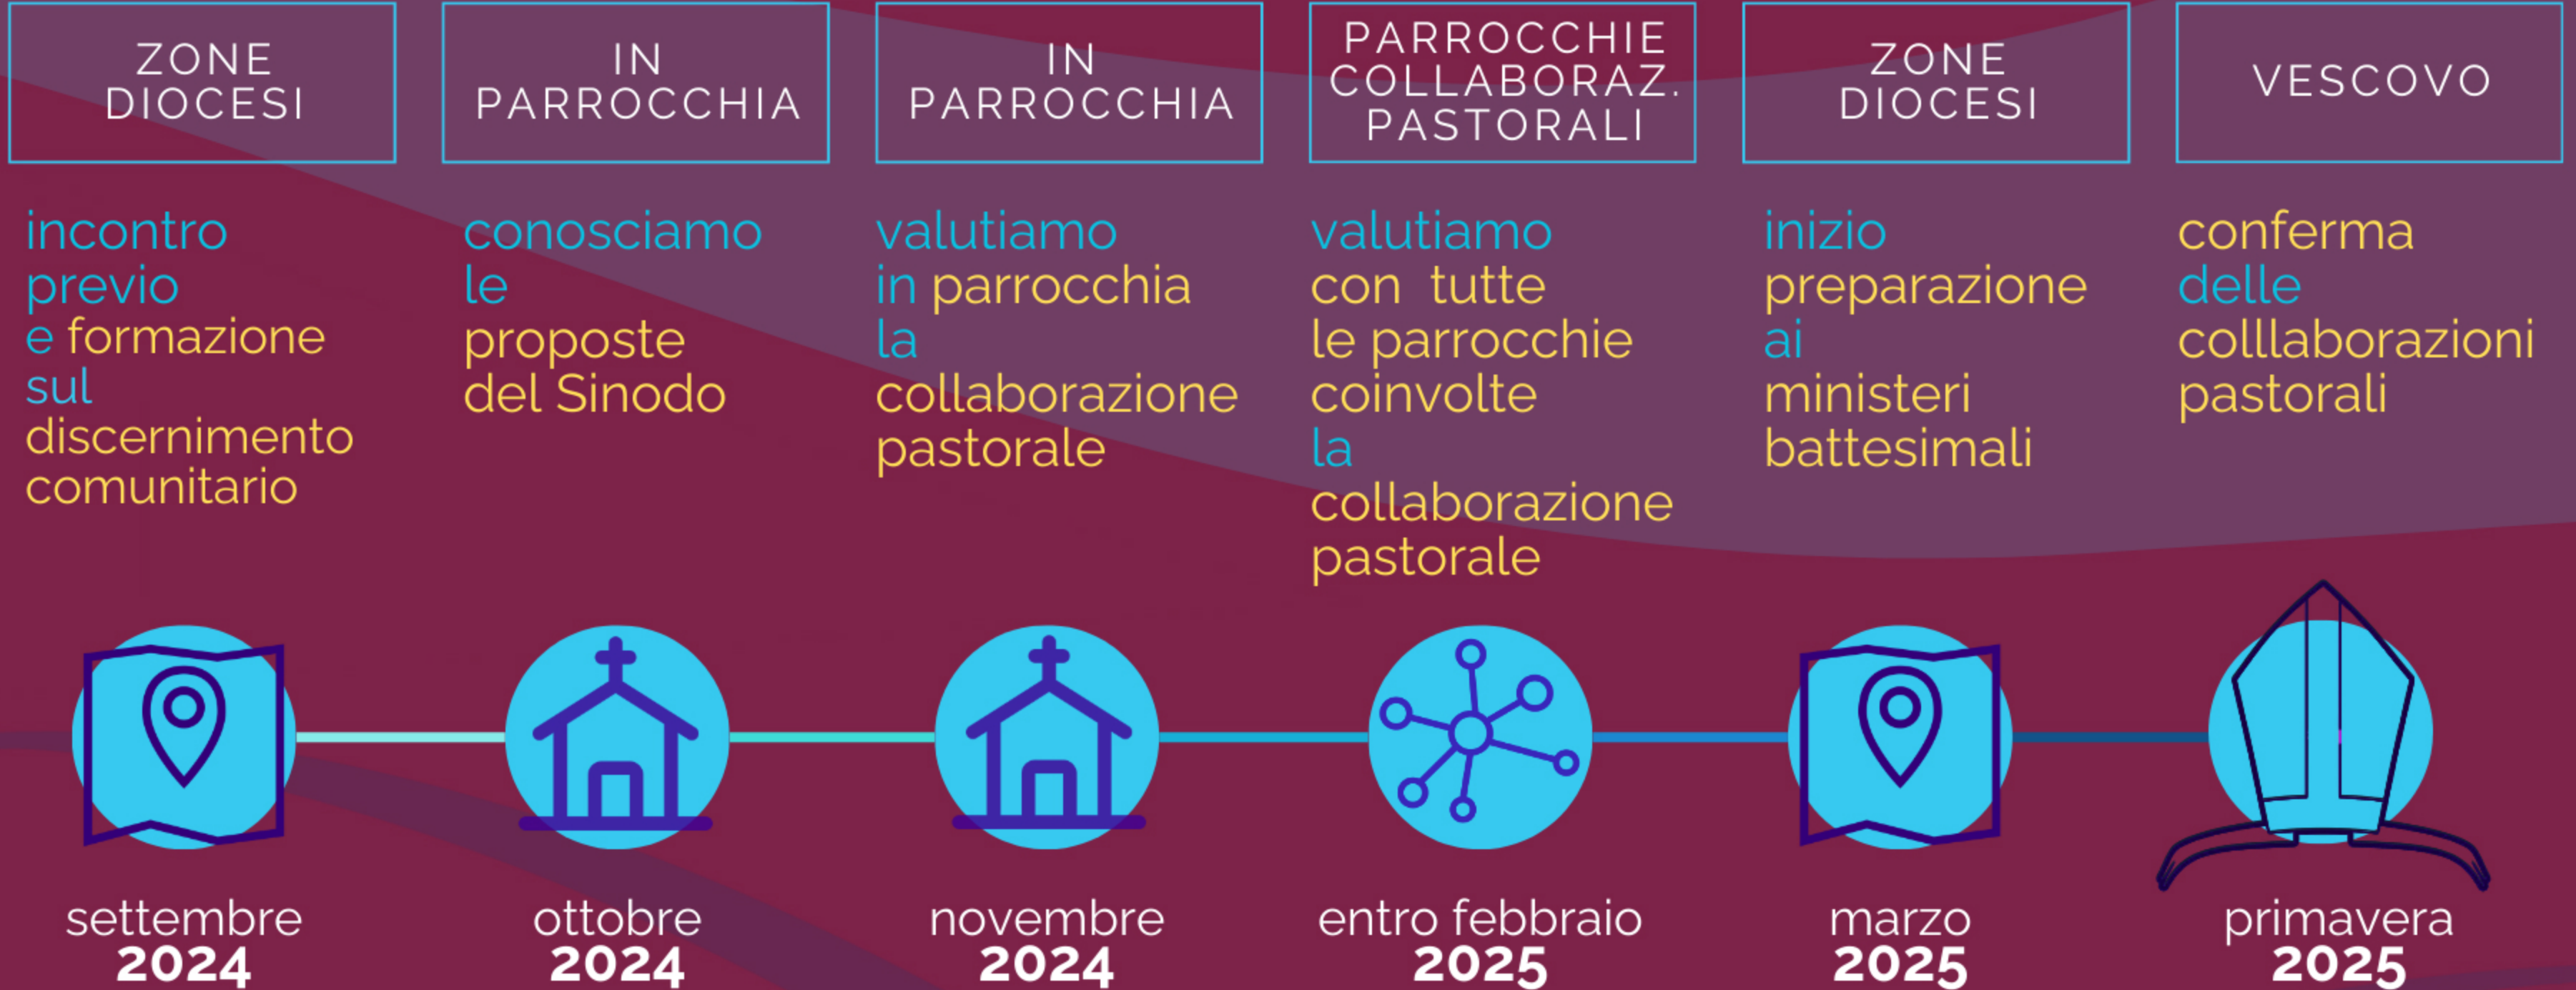 ZONE
DIOCESI
incontro
previo
e formazione
sul
discernimento
comunitario
settembre
2024
IN
PARROCCHIA
conosciamo
le
proposte
del Sinodo
ottobre
2024
IN
PARROCCHIA
valutiamo
in parrocchia
la
collaborazione
pastorale
novembre
2024
PARROCCHIE
COLLABORAZ.
PASTORALI
valutiamo
con tutte
le parrocchie
coinvolte
la
collaborazione
pastorale
entro febbraio
2025
ZONE
DIOCESI
inizio
preparazione
ai
ministeri
battesimali
marzo
2025
VESCOVO
conferma
delle
colllaborazioni
pastorali
primavera
2025